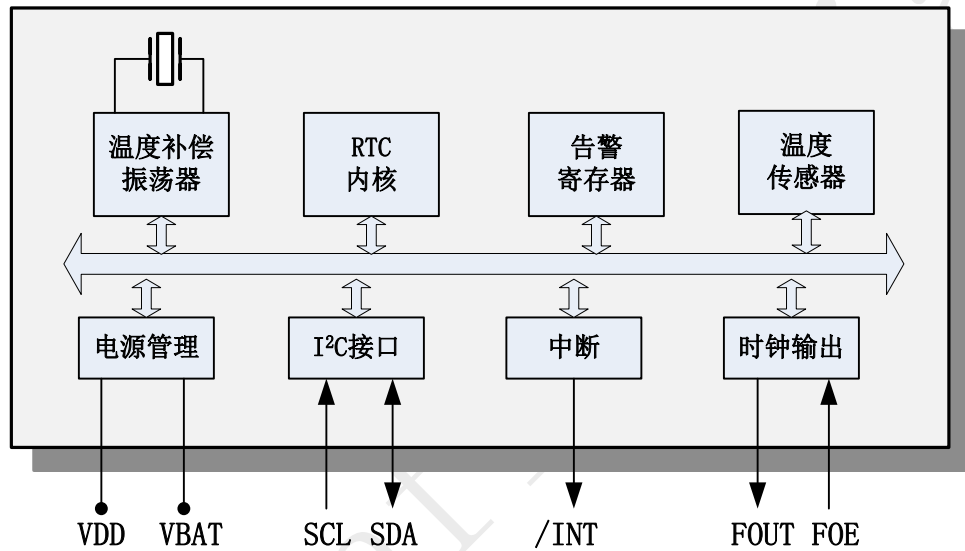 温度补偿
振荡器
RTC
内核
告警
寄存器
温度
传感器
电源管理
I²C接口
中断
时钟输出
VDD VBAT SCL SDA /INT FOUT FOE